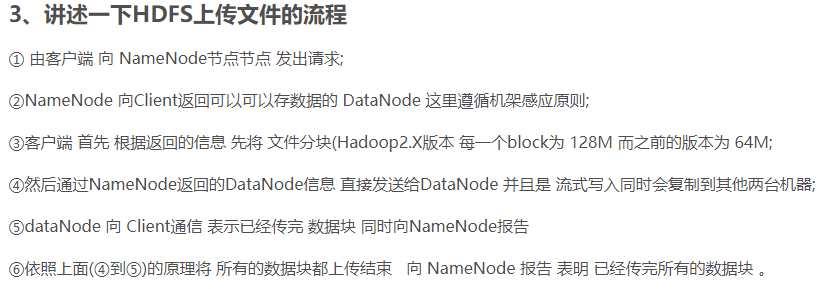 3、讲述一下HDFS上传文件的流程
① 由客户端 向 NameNode节点节点 发出请求;
②NameNode 向Client返回可以可以存数据的 DataNode 这里遵循机架感应原则;
③客户端 首先 根据返回的信息 先将 文件分块(Hadoop2.X版本 每一个block为 128M 而之前的版本为 64M;
④然后通过NameNode返回的DataNode信息 直接发送给DataNode 并且是 流式写入同时会复制到其他两台机器;
⑤dataNode 向 Client通信 表示已经传完 数据块 同时向NameNode报告
⑥依照上面(④到⑤)的原理将 所有的数据块都上传结束 向 NameNode 报告 表明 已经传完所有的数据块 。